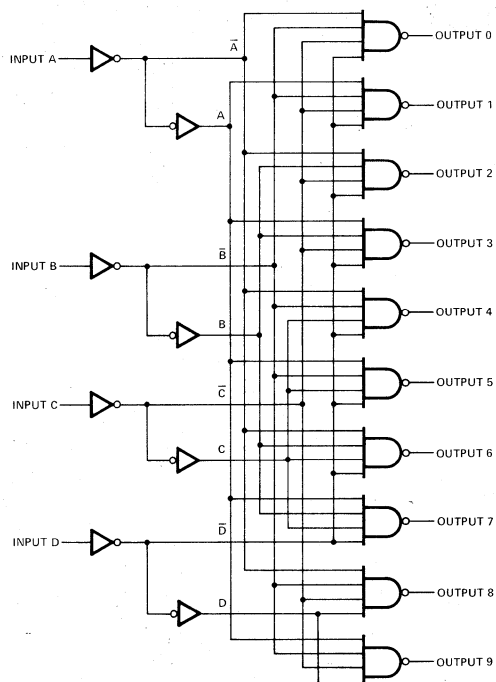 OUTPUT 0
A̅
INPUT A
OUTPUT 1
A
OUTPUT 2
OUTPUT 3
B̅
INPUT B
OUTPUT 4
B
OUTPUT 5
C̅
INPUT C
C
OUTPUT 6
OUTPUT 7
D̅
INPUT D
OUTPUT 8
D
OUTPUT 9